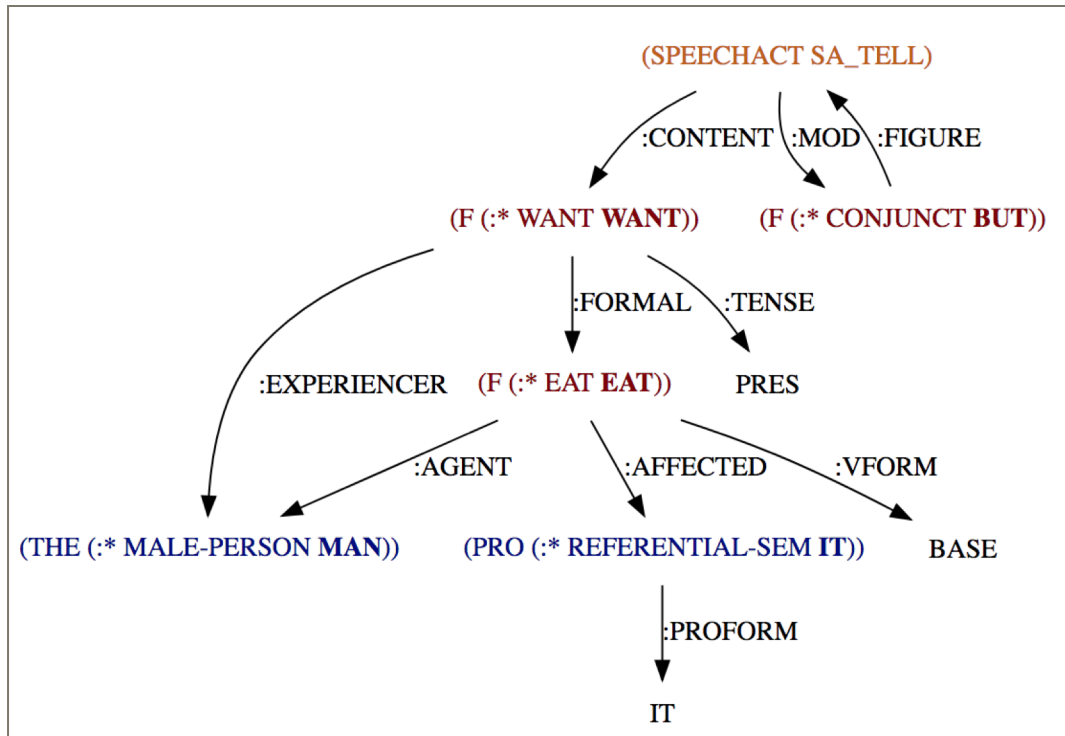 (SPEECHACT SA_TELL)
:CONTENT :MOD :FIGURE
(F (:* WANT WANT)) (F (:* CONJUNCT BUT))
:FORMAL :TENSE
:EXPERIENCER (F (:* EAT EAT)) PRES
:AGENT :AFFECTED :VFORM
(THE (:* MALE-PERSON MAN)) (PRO (:* REFERENTIAL-SEM IT)) BASE
:PROFORM
IT